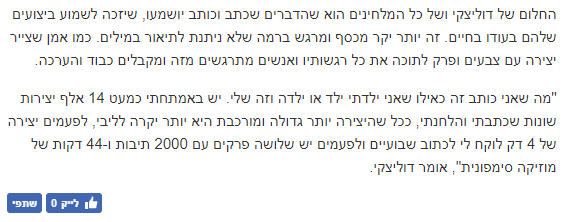 החלום של דוליצקי ושל כל המלחינים הוא שהדברים שכתב וכותב יושמעו, שיזכה לשמוע ביצועים
שלהם בעודו בחיים. זה יותר יקר מכסף ומרגש ברמה שלא ניתנת לתיאור במילים. כמו אמן שצייר
יצירה עם צבעים ופרק לתוכה את כל רגשותיו ואנשים מתרגשים מזה ומקבלים כבוד והערכה.
"מה שאני כותב זה כאילו שאני ילדתי ילד או ילדה וזה שלי. יש באמתחתי כמעט 14 אלף יצירות
שונות שכתבתי והלחנתי, ככל שהיצירה יותר גדולה ומורכבת היא יותר יקרה לליבי, לפעמים יצירה
של 4 דק לוקח לי לכתוב שבועיים ולפעמים יש שלושה פרקים עם 2000 תיבות ו-44 דקות של
מוזיקה סימפונית", אומר דוליצקי.
לייק 0 שתפי